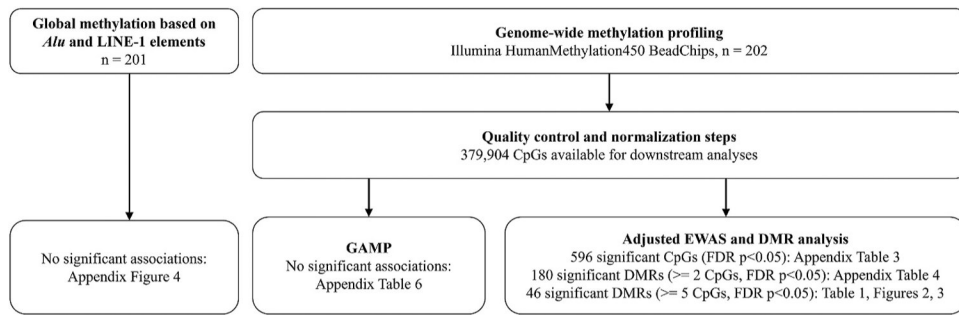 Global methylation based on
Alu and LINE-1 elements
n = 201
Genome-wide methylation profiling
Illumina HumanMethylation450 BeadChips, n = 202
Quality control and normalization steps
379,904 CpGs available for downstream analyses
No significant associations:
Appendix Figure 4
GAMP
No significant associations:
Appendix Table 6
Adjusted EWAS and DMR analysis
596 significant CpGs (FDR p<0.05): Appendix Table 3
180 significant DMRs (>= 2 CpGs, FDR p<0.05): Appendix Table 4
46 significant DMRs (>= 5 CpGs, FDR p<0.05): Table 1, Figures 2, 3